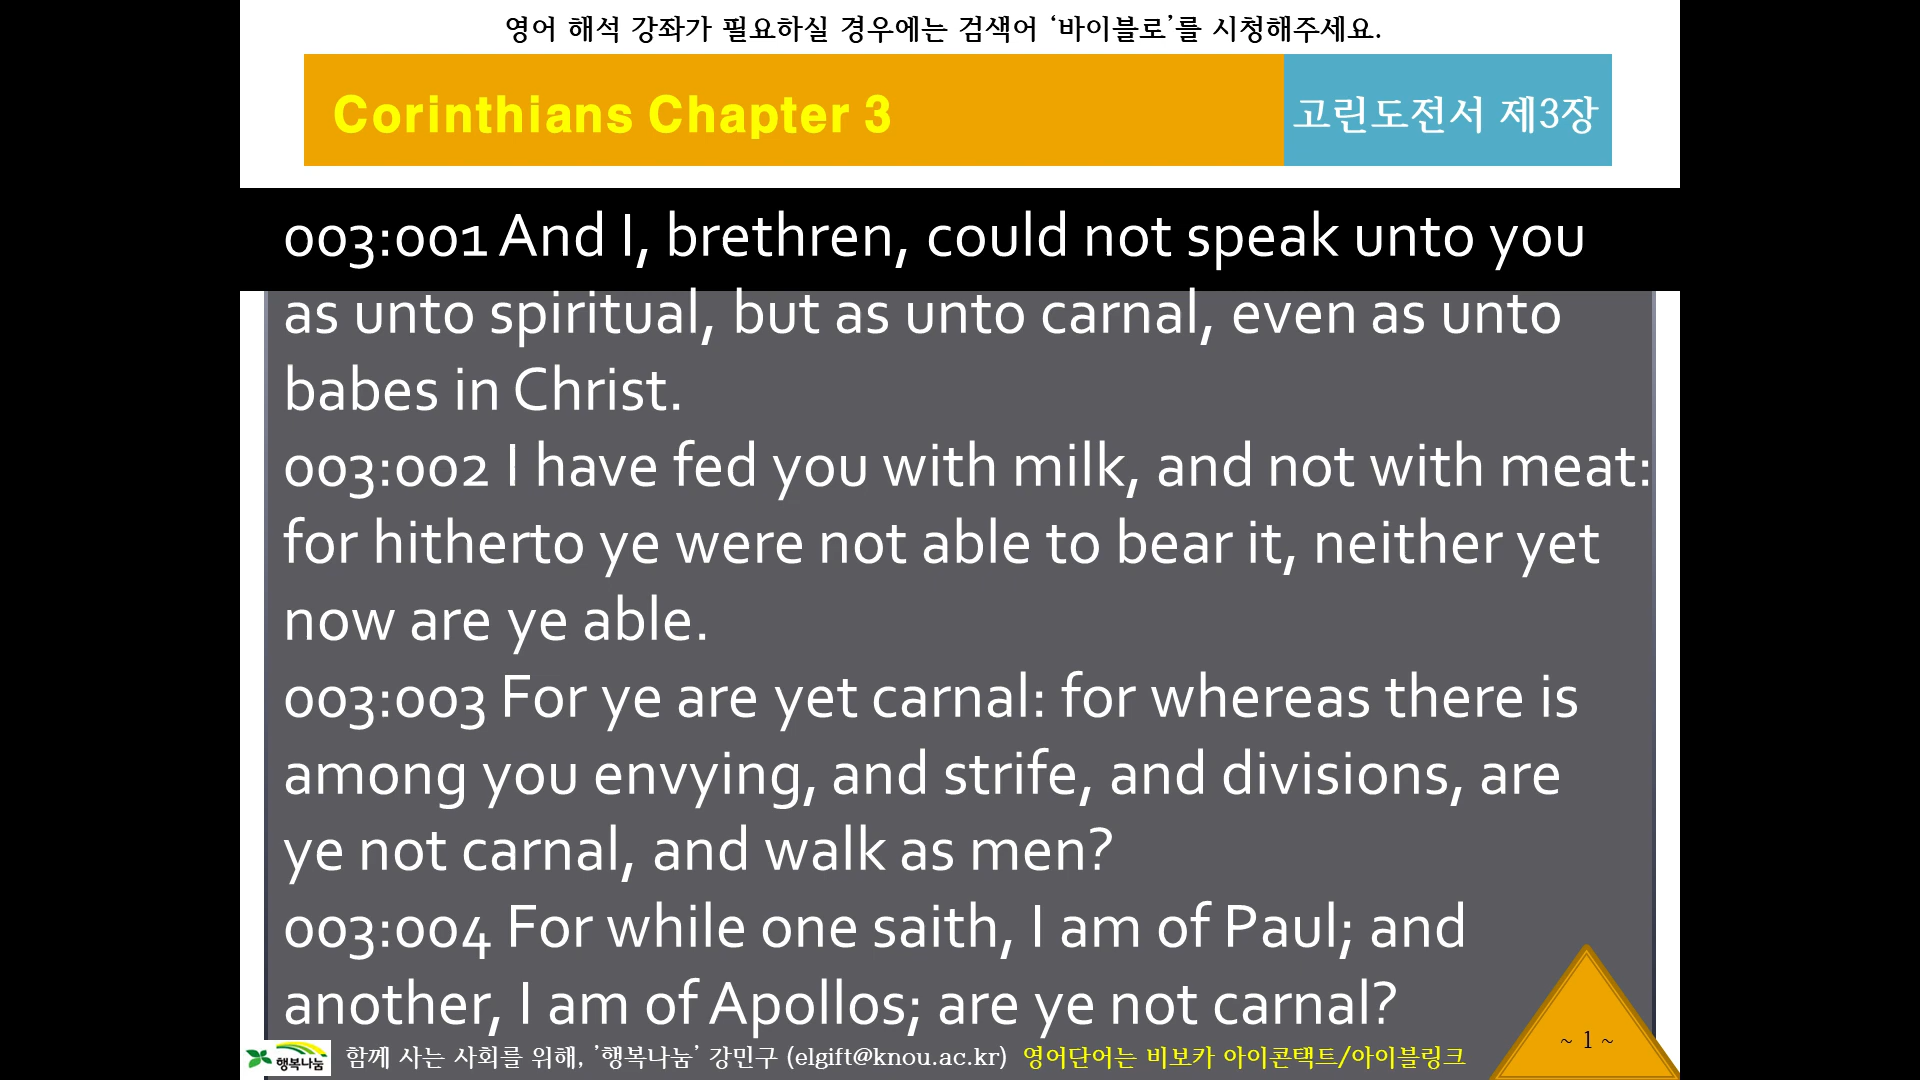 영어 해석 강좌가 필요하실 경우에는 검색어 ‘바이블로’를 시청해주세요.
Corinthians Chapter 3
고린도전서 제3장
003:001 And I, brethren, could not speak unto you
as unto spiritual, but as unto carnal, even as unto
babes in Christ.
003:002 I have fed you with milk, and not with meat:
for hitherto ye were not able to bear it, neither yet
now are ye able.
003:003 For ye are yet carnal: for whereas there is
among you envying, and strife, and divisions, are
ye not carnal, and walk as men?
003:004 For while one saith, I am of Paul; and
another, I am of Apollos; are ye not carnal?
~ 1 ~
행복나눔
함께 사는 사회를 위해, ’행복나눔’ 강민구 (elgift@knou.ac.kr) 영어단어는 비보카 아이콘택트/아이블링크